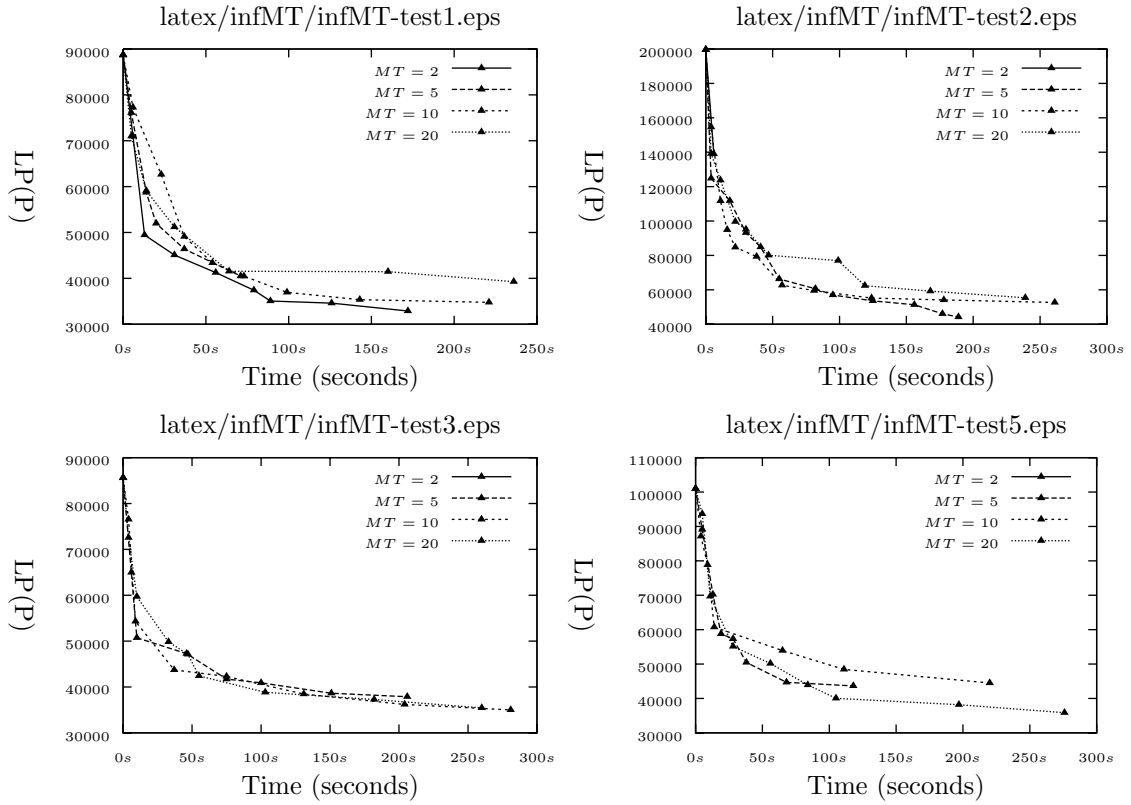 latex/infMT/infMT-test1.eps
90000
80000
70000
60000
50000
40000
30000
0s 50s 100s 150s 200s 250s
LP(P)
Time (seconds)
MT = 2
MT = 5
MT = 10
MT = 20
latex/infMT/infMT-test2.eps
200000
180000
160000
140000
120000
100000
80000
60000
40000
0s 50s 100s 150s 200s 250s 300s
LP(P)
Time (seconds)
MT = 2
MT = 5
MT = 10
MT = 20
latex/infMT/infMT-test3.eps
90000
80000
70000
60000
50000
40000
30000
0s 50s 100s 150s 200s 250s 300s
LP(P)
Time (seconds)
MT = 2
MT = 5
MT = 10
MT = 20
latex/infMT/infMT-test5.eps
110000
100000
90000
80000
70000
60000
50000
40000
30000
0s 50s 100s 150s 200s 250s 300s
LP(P)
Time (seconds)
MT = 2
MT = 5
MT = 10
MT = 20